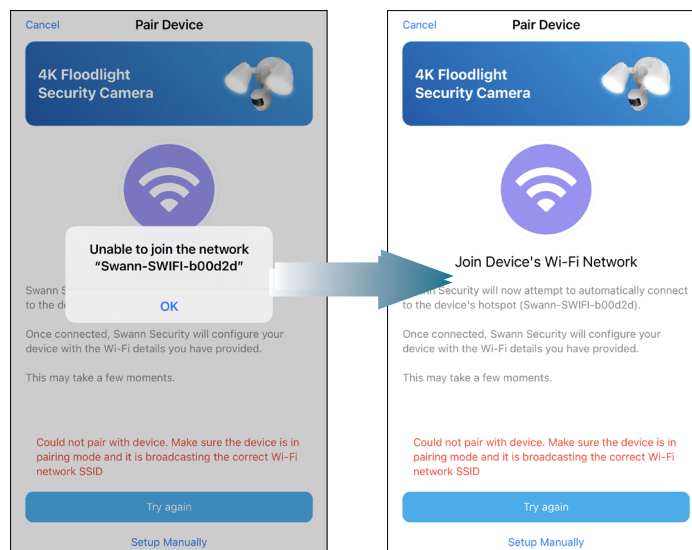 Cancel
Pair Device
4K Floodlight
Security Camera
Unable to join the network
“Swann-SWIFI-b00d2d”
OK
Swann S
to the de
Once connected, Swann Security will configure your
device with the Wi-Fi details you have provided.
This may take a few moments.
Could not pair with device. Make sure the device is in
pairing mode and it is broadcasting the correct Wi-Fi
network SSID
Try again
Setup Manually
Cancel
Pair Device
4K Floodlight
Security Camera
Join Device's Wi-Fi Network
Security will now attempt to automatically connect
to the device's hotspot (Swann-SWIFI-b00d2d).
Once connected, Swann Security will configure your
device with the Wi-Fi details you have provided.
This may take a few moments.
Could not pair with device. Make sure the device is in
pairing mode and it is broadcasting the correct Wi-Fi
network SSID
Try again
Setup Manually